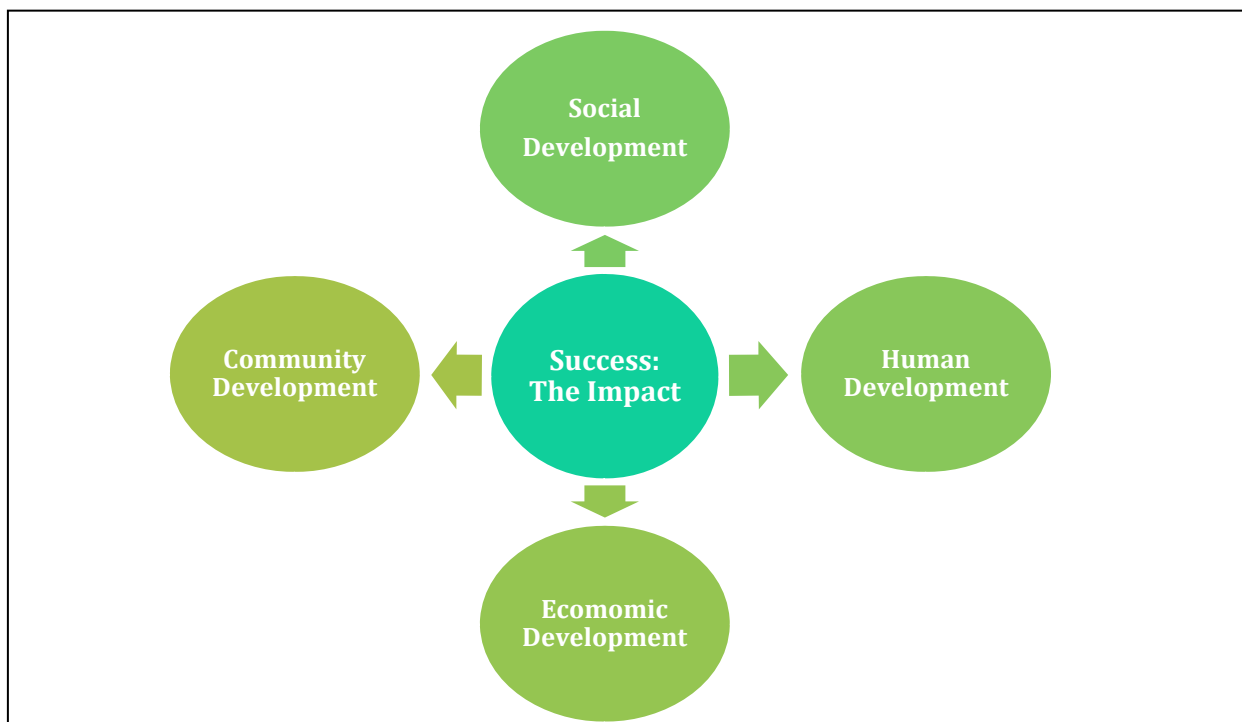 Social
Development
Community
Development
Success:
The Impact
Human
Development
Ecomomic
Development